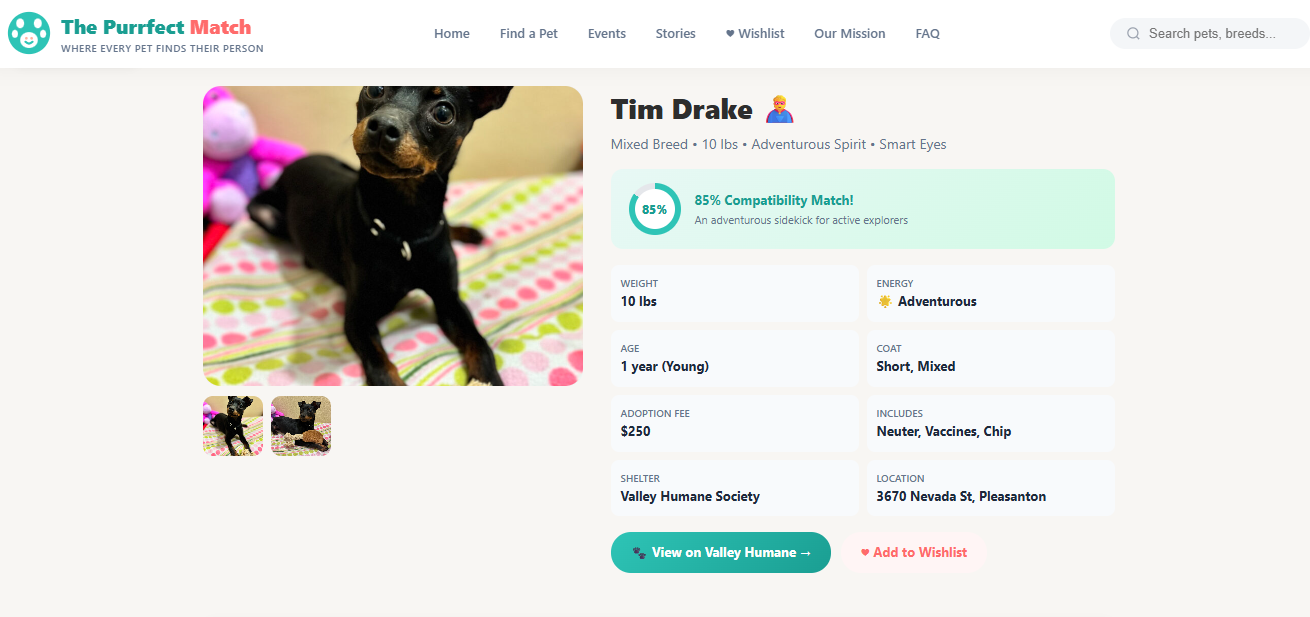 The Purrfect Match
WHERE EVERY PET FINDS THEIR PERSON
Home
Find a Pet
Events
Stories
♥ Wishlist
Our Mission
FAQ
Search pets, breeds...
Tim Drake 🦸
Mixed Breed • 10 lbs • Adventurous Spirit • Smart Eyes
85%
85% Compatibility Match!
An adventurous sidekick for active explorers
WEIGHT
10 lbs
ENERGY
🌟 Adventurous
AGE
1 year (Young)
COAT
Short, Mixed
ADOPTION FEE
$250
INCLUDES
Neuter, Vaccines, Chip
SHELTER
Valley Humane Society
LOCATION
3670 Nevada St, Pleasanton
🐾 View on Valley Humane →
♥ Add to Wishlist